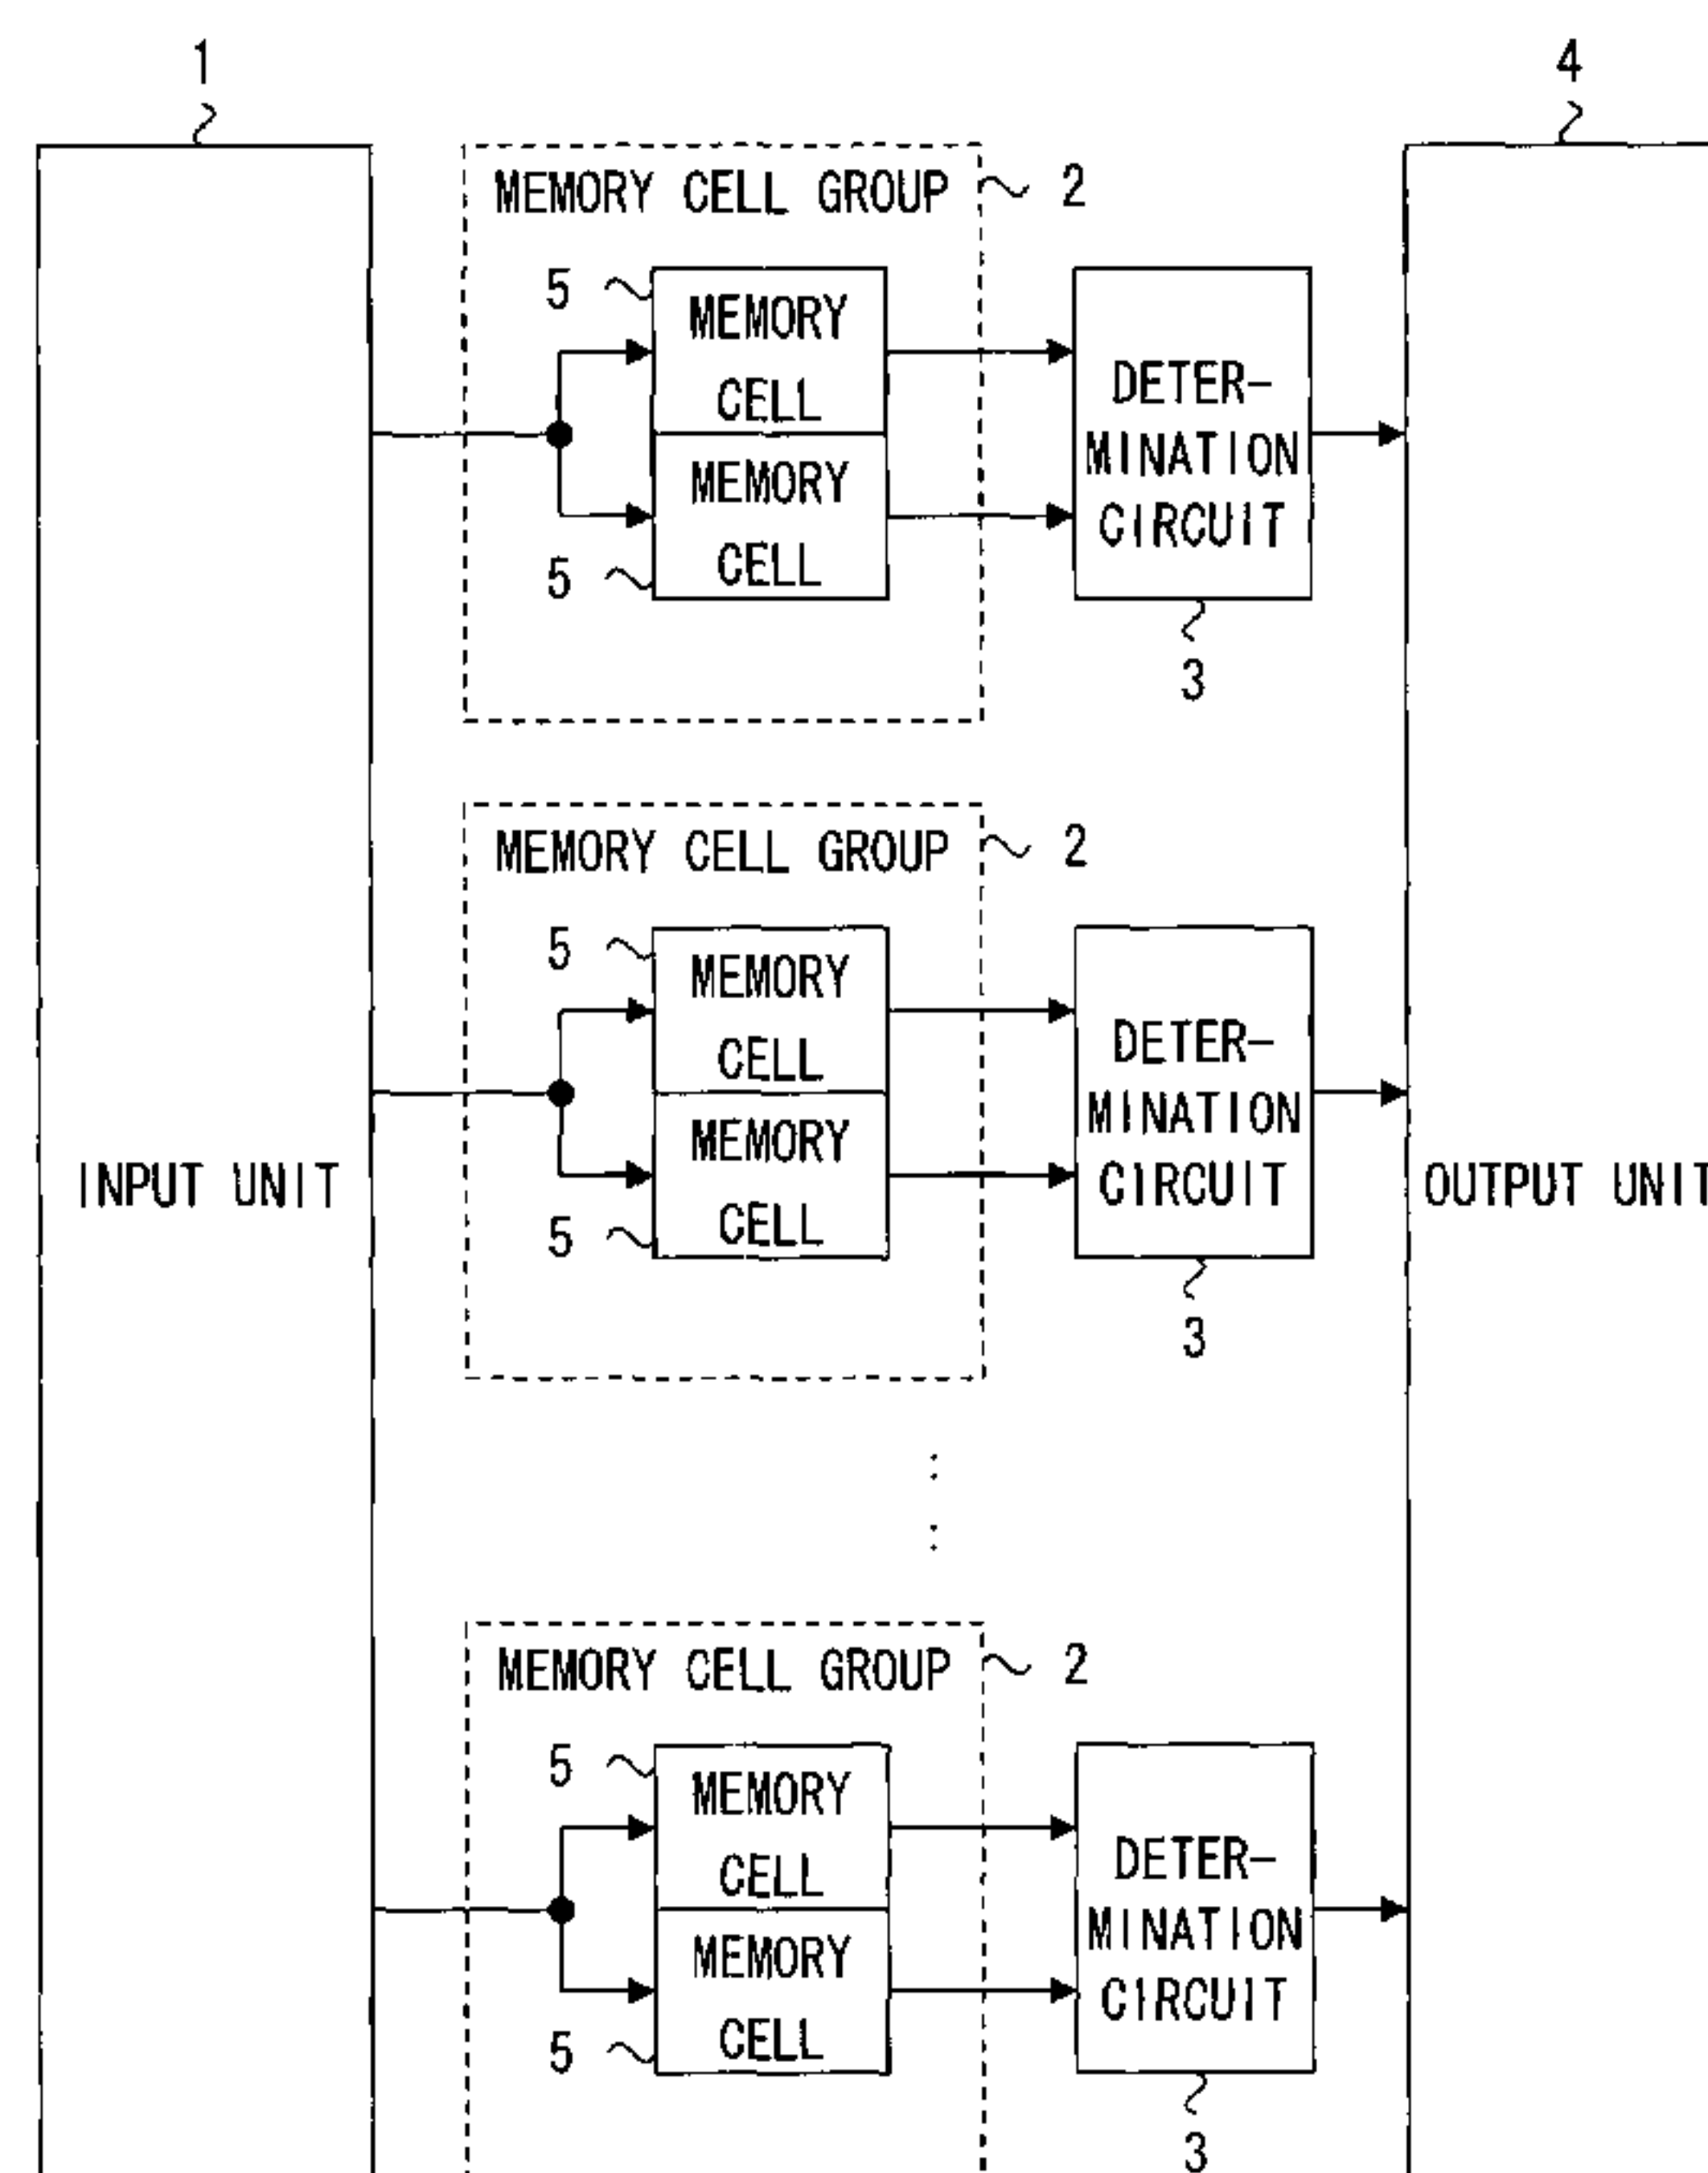 1
4
MEMORY CELL GROUP
2
5
MEMORY
CELL
MEMORY
CELL
5
DETER-
MINATION
CIRCUIT
3
MEMORY CELL GROUP
2
5
MEMORY
CELL
MEMORY
CELL
5
DETER-
MINATION
CIRCUIT
3
INPUT UNIT
OUTPUT UNIT
MEMORY CELL GROUP
2
5
MEMORY
CELL
MEMORY
CELL
5
DETER-
MINATION
CIRCUIT
3